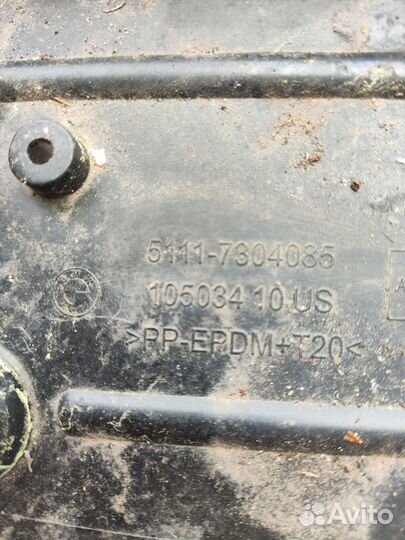 5111-7304085
105034 10 US
>PP-EPDM+T20<
A
Avito